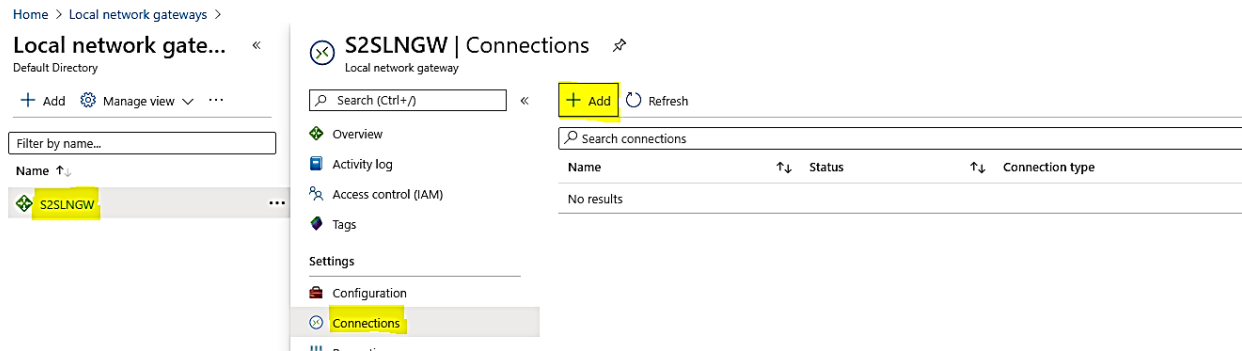 Home > Local network gateways >
Local network gate... «
Default Directory
+ Add Manage view ...
Filter by name...
Name ↑↓
S2SLNGW ...
S2SLNGW | Connections
Local network gateway
Search (Ctrl+/) «
Overview
Activity log
Access control (IAM)
Tags
Settings
Configuration
Connections
+ Add Refresh
Search connections
Name ↑↓ Status ↑↓ Connection type
No results